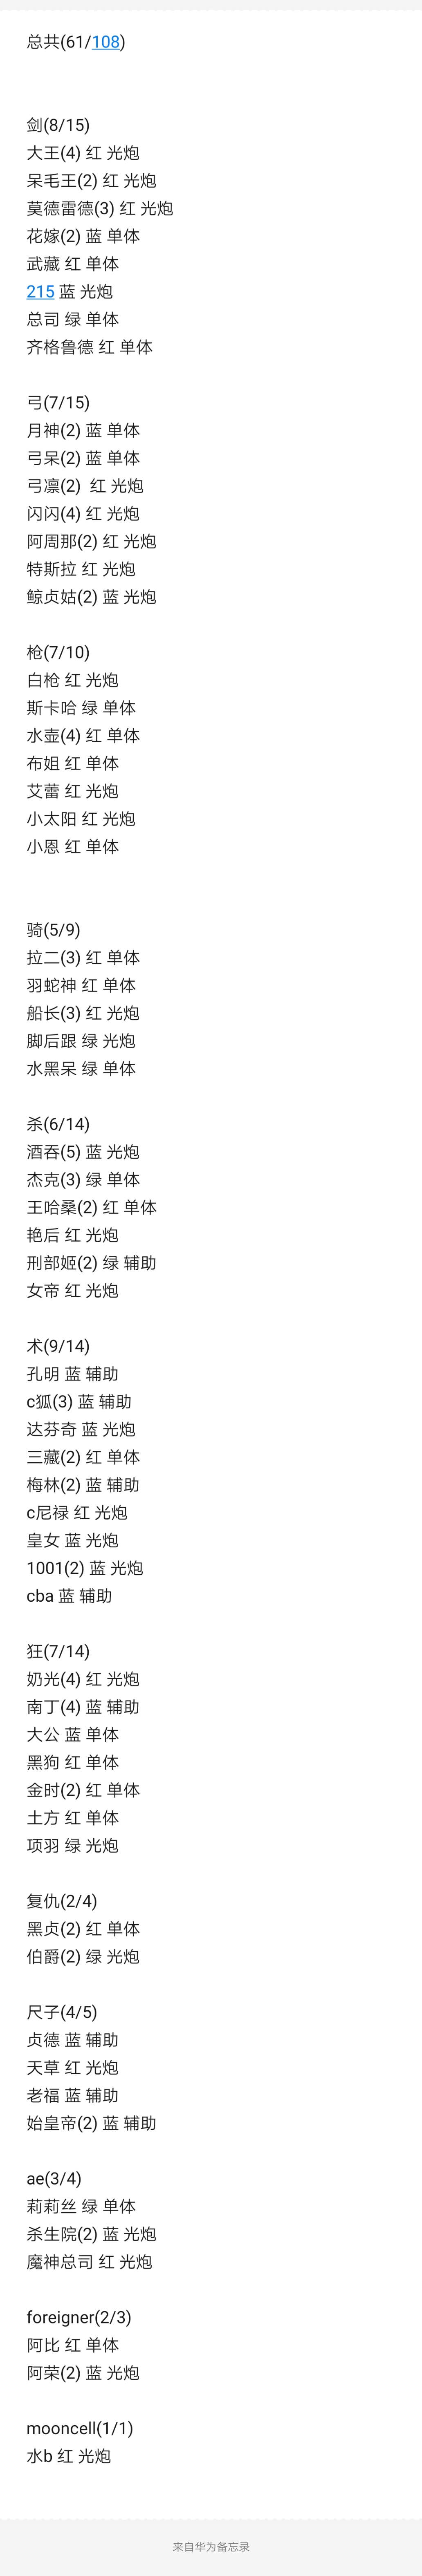 总共(61/108)
剑(8/15)
大王(4) 红 光炮
呆毛王(2) 红 光炮
莫德雷德(3) 红 光炮
花嫁(2) 蓝 单体
武藏 红 单体
215 蓝 光炮
总司 绿 单体
齐格鲁德 红 单体
弓(7/15)
月神(2) 蓝 单体
弓呆(2) 蓝 单体
弓凛(2)  红 光炮
闪闪(4) 红 光炮
阿周那(2) 红 光炮
特斯拉 红 光炮
鲸贞姑(2) 蓝 光炮
枪(7/10)
白枪 红 光炮
斯卡哈 绿 单体
水壶(4) 红 单体
布姐 红 单体
艾蕾 红 光炮
小太阳 红 光炮
小恩 红 单体
骑(5/9)
拉二(3) 红 单体
羽蛇神 红 单体
船长(3) 红 光炮
脚后跟 绿 光炮
水黑呆 绿 单体
杀(6/14)
酒吞(5) 蓝 光炮
杰克(3) 绿 单体
王哈桑(2) 红 单体
艳后 红 光炮
刑部姬(2) 绿 辅助
女帝 红 光炮
术(9/14)
孔明 蓝 辅助
c狐(3) 蓝 辅助
达芬奇 蓝 光炮
三藏(2) 红 单体
梅林(2) 蓝 辅助
c尼禄 红 光炮
皇女 蓝 光炮
1001(2) 蓝 光炮
cba 蓝 辅助
狂(7/14)
奶光(4) 红 光炮
南丁(4) 蓝 辅助
大公 蓝 单体
黑狗 红 单体
金时(2) 红 单体
土方 红 单体
项羽 绿 光炮
复仇(2/4)
黑贞(2) 红 单体
伯爵(2) 绿 光炮
尺子(4/5)
贞德 蓝 辅助
天草 红 光炮
老福 蓝 辅助
始皇帝(2) 蓝 辅助
ae(3/4)
莉莉丝 绿 单体
杀生院(2) 蓝 光炮
魔神总司 红 光炮
foreigner(2/3)
阿比 红 单体
阿荣(2) 蓝 光炮
mooncell(1/1)
水b 红 光炮
来自华为备忘录